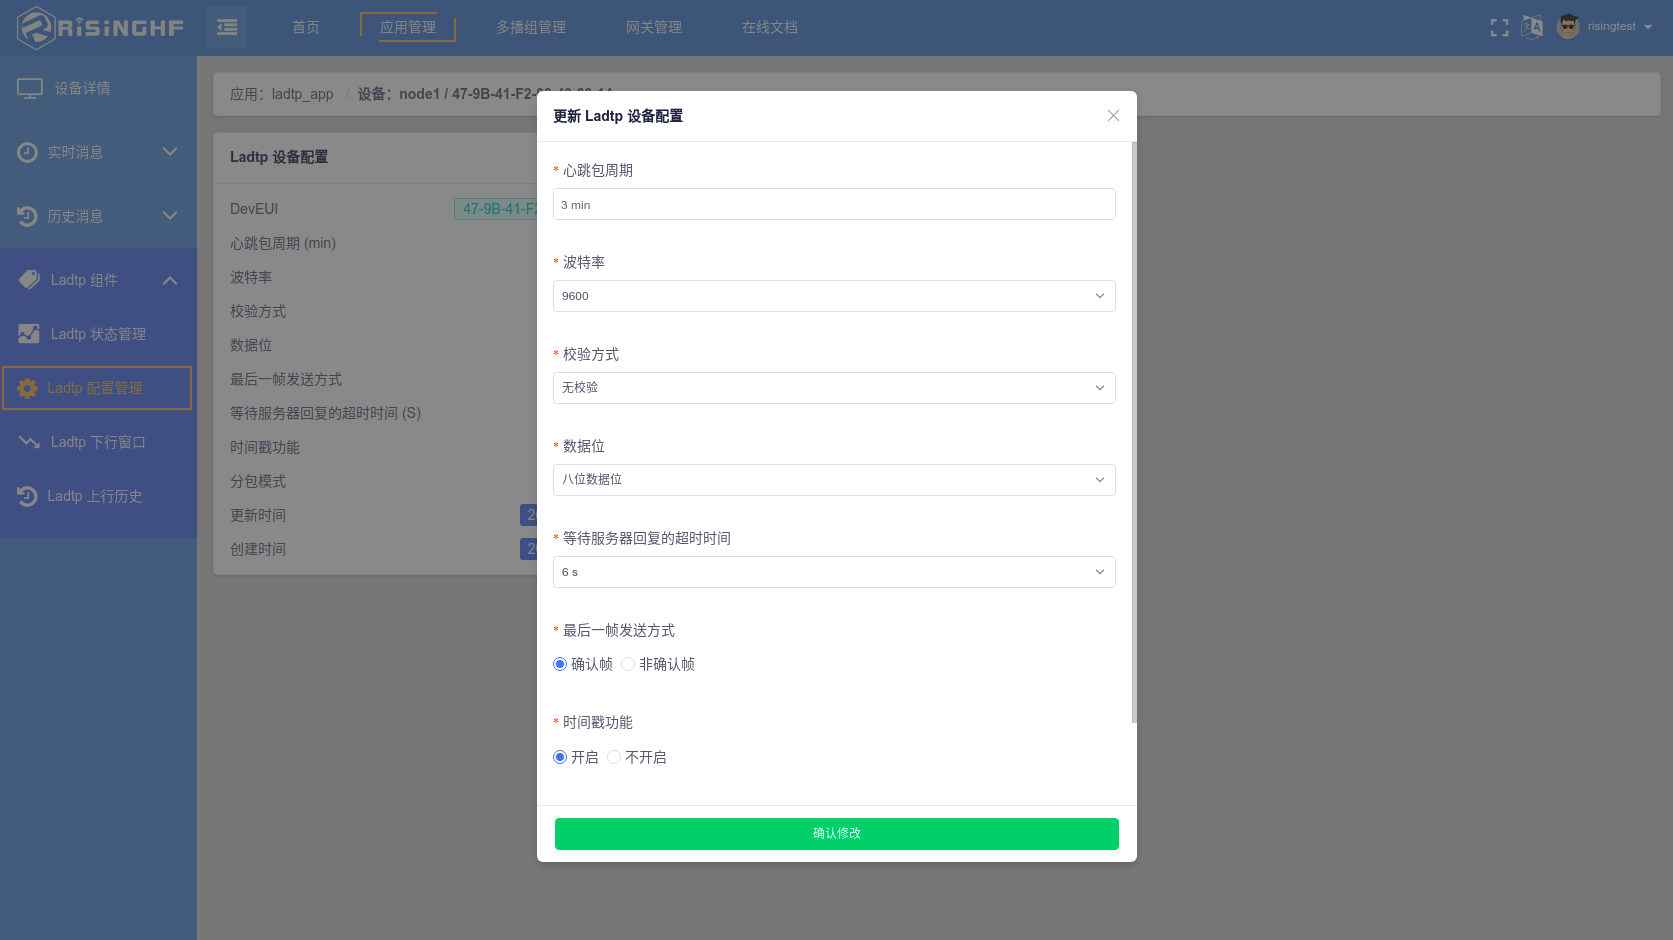 RiSiNGHF
首页
应用管理
多播组管理
网关管理
在线文档
risingtest
设备详情
实时消息
历史消息
Ladtp 组件
Ladtp 状态管理
Ladtp 配置管理
Ladtp 下行窗口
Ladtp 上行历史
应用：ladtp_app / 设备：node1 / 47-9B-41-F2-
Ladtp 设备配置
DevEUI 47-9B-41-F2
心跳包周期 (min)
波特率
校验方式
数据位
最后一帧发送方式
等待服务器回复的超时时间 (S)
时间戳功能
分包模式
更新时间
创建时间
更新 Ladtp 设备配置
* 心跳包周期
3 min
* 波特率
9600
* 校验方式
无校验
* 数据位
八位数据位
* 等待服务器回复的超时时间
6 s
* 最后一帧发送方式
确认帧 非确认帧
* 时间戳功能
开启 不开启
确认修改